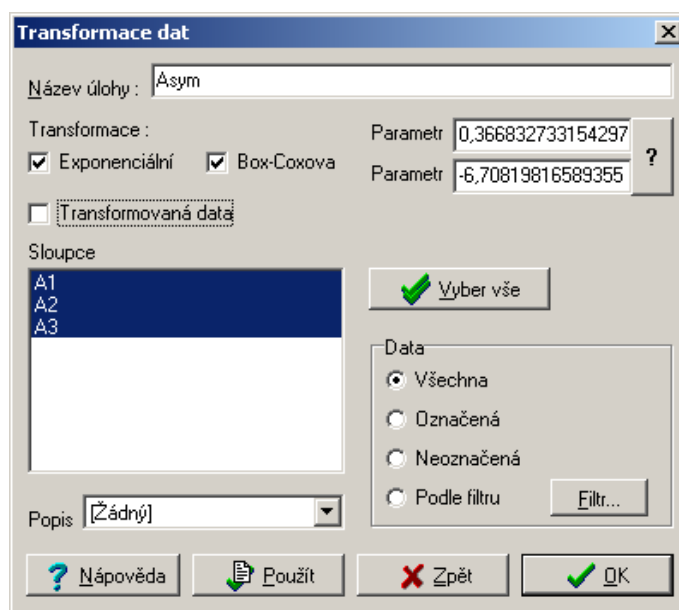 Transformace dat
Název úlohy : Asym
Transformace :
Exponenciální Box-Coxova
Parametr 0,366832733154297
Parametr -6,70819816589355
?
Transformovaná data
Sloupce
A1
A2
A3
Vyber vše
Data
Všechna
Označená
Neoznačená
Podle filtru Filtr...
Popis [Žádný]
Nápověda Použít Zpět OK